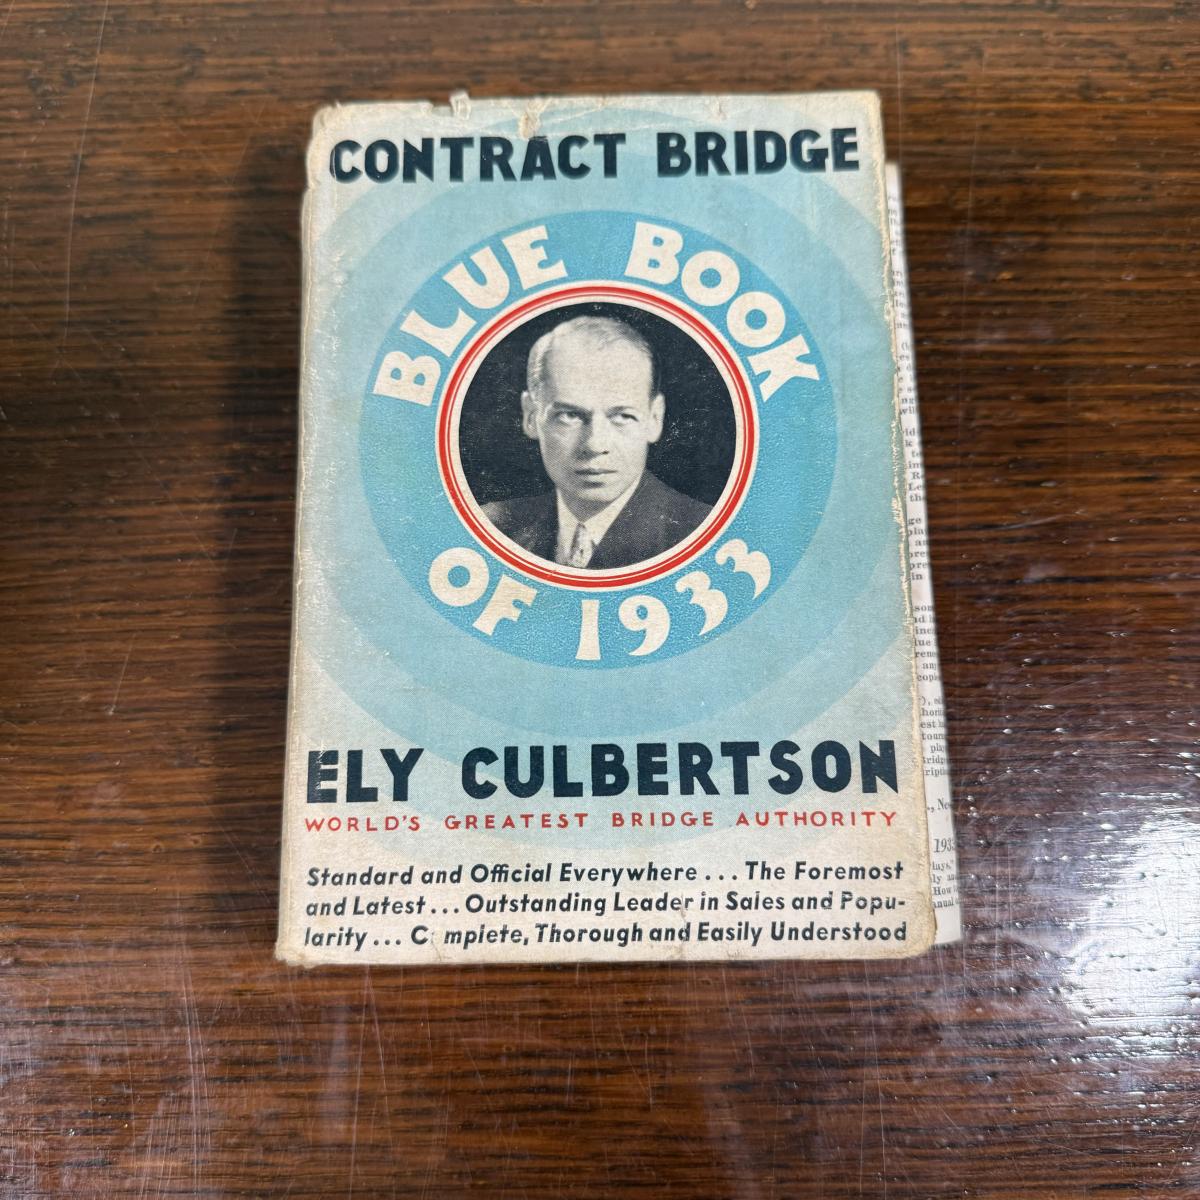 CONTRACT BRIDGE
BLUE BOOK
OF 1933
ELY CULBERTSON
WORLD'S GREATEST BRIDGE AUTHORITY
Standard and Official Everywhere ... The Foremost
and Latest ... Outstanding Leader in Sales and Popu-
larity ... C mplete, Thorough and Easily Understood